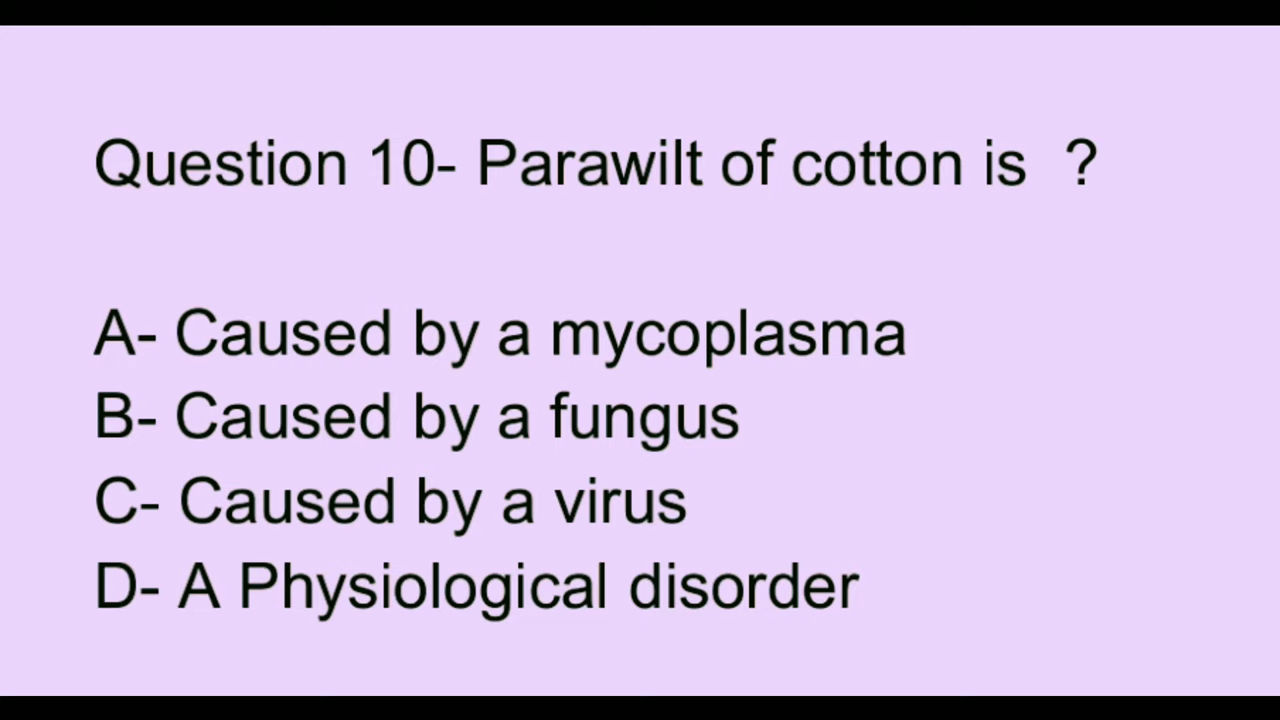 Question 10- Parawilt of cotton is ?
A- Caused by a mycoplasma
B- Caused by a fungus
C- Caused by a virus
D- A Physiological disorder